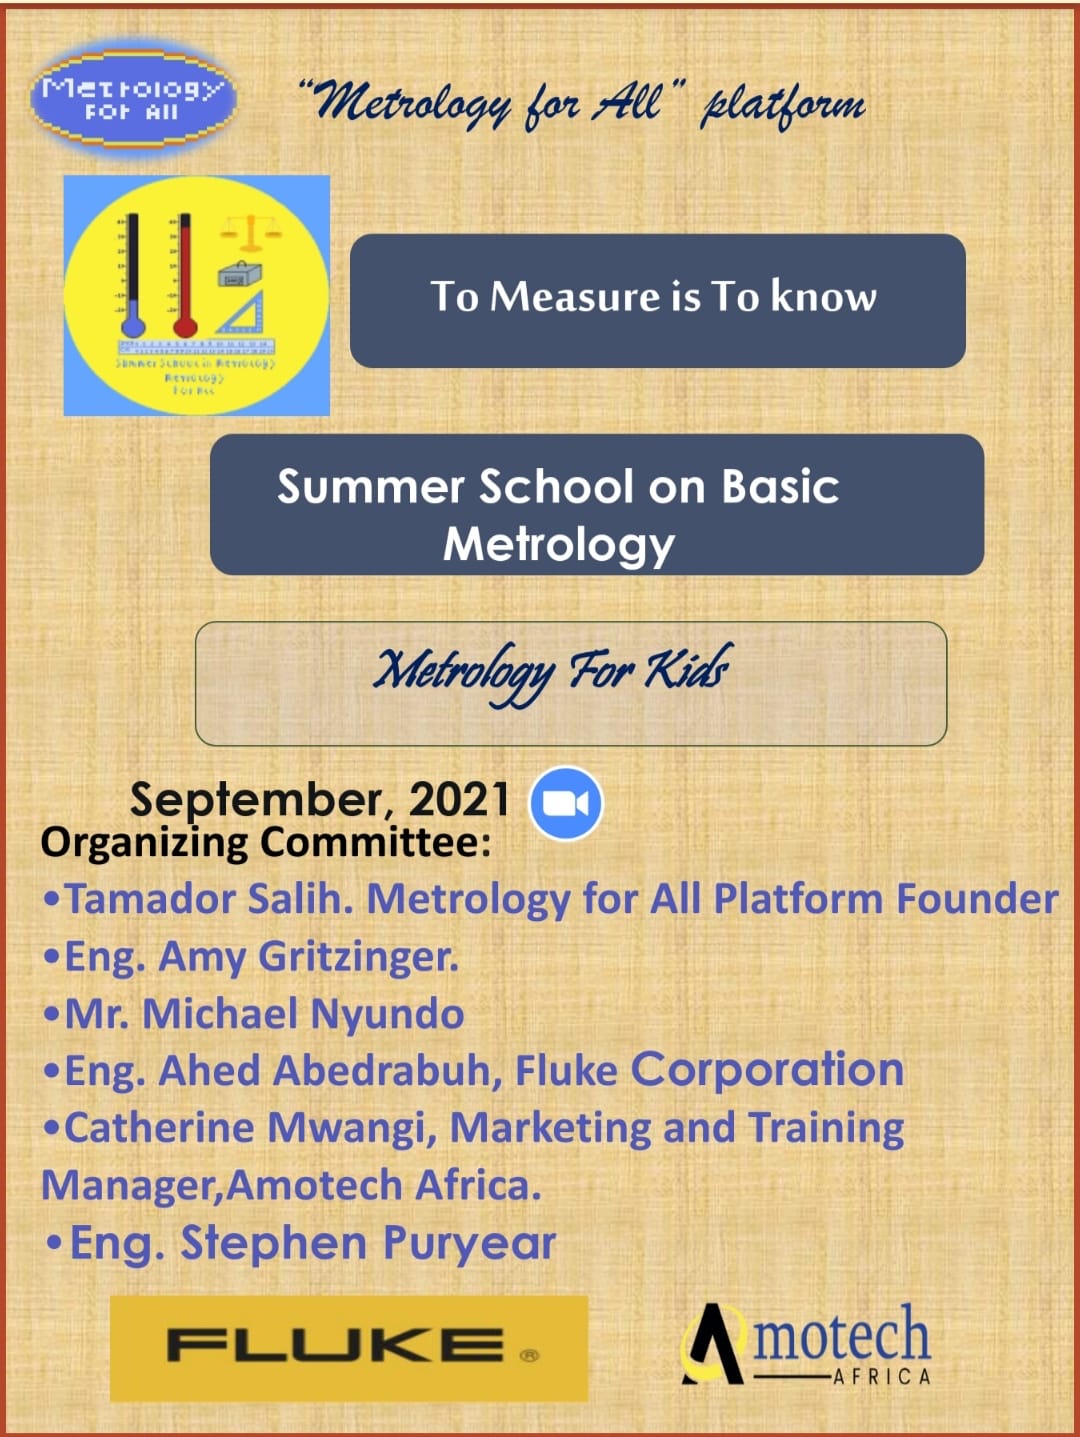 Metrology
For All
“Metrology for All” platform
Summer School in Metrology
Metrology
For All
To Measure is To know
Summer School on Basic
Metrology
Metrology For Kids
September, 2021
Organizing Committee:
•Tamador Salih. Metrology for All Platform Founder
•Eng. Amy Gritzinger.
•Mr. Michael Nyundo
•Eng. Ahed Abedrabuh, Fluke Corporation
•Catherine Mwangi, Marketing and Training
Manager,Amotech Africa.
•Eng. Stephen Puryear
FLUKE®
Amotech
AFRICA